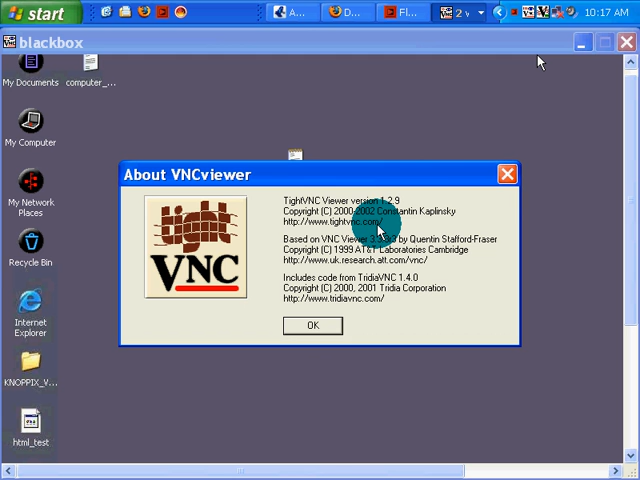 start
A...
D...
Fl...
2 v
10:17 AM
blackbox
My Documents
computer_...
My Computer
My Network
Places
Recycle Bin
Internet
Explorer
KNOPPIX_V...
html_test
About VNCviewer
VNC
TightVNC Viewer version 1.2.9
Copyright (C) 2000-2002 Constantin Kaplinsky
http://www.tightvnc.com/
Based on VNC Viewer by Quentin Stafford-Fraser
Copyright (C) 1999 AT&T Laboratories Cambridge
http://www.uk.research.att.com/vnc/
Includes code from TridiaVNC 1.4.0
Copyright (C) 2000, 2001 Tridia Corporation
http://www.tridiavnc.com/
OK